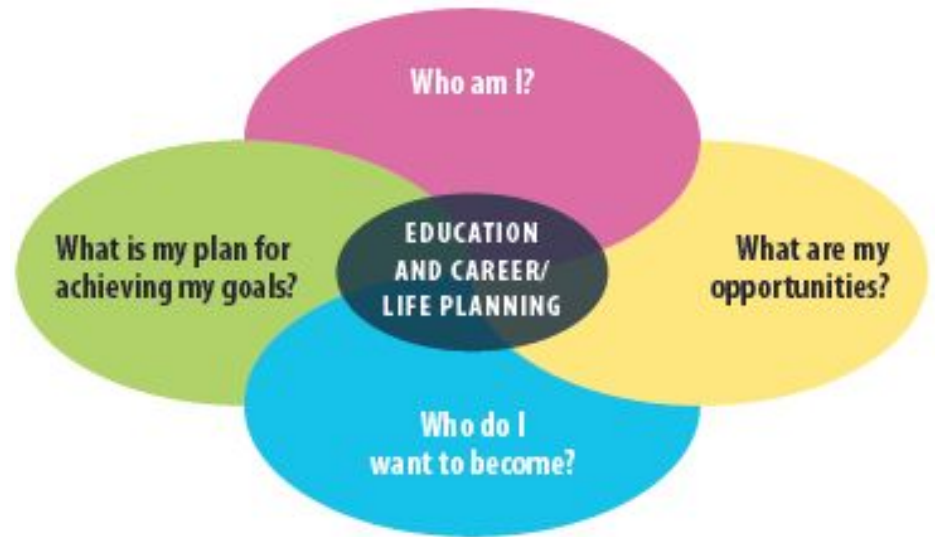 Who am I?
What is my plan for
achieving my goals?
EDUCATION
AND CAREER/
LIFE PLANNING
What are my
opportunities?
Who do I
want to become?